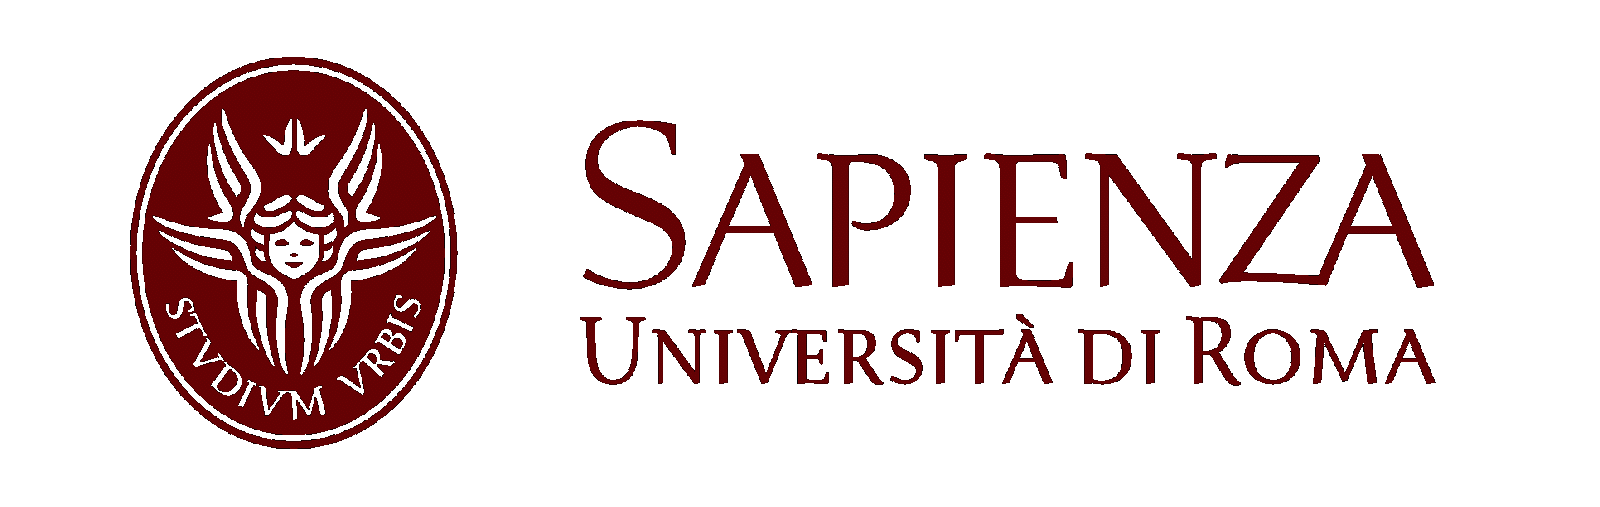 STVDIVM VRBIS
SAPIENZA
UNIVERSITÀ DI ROMA